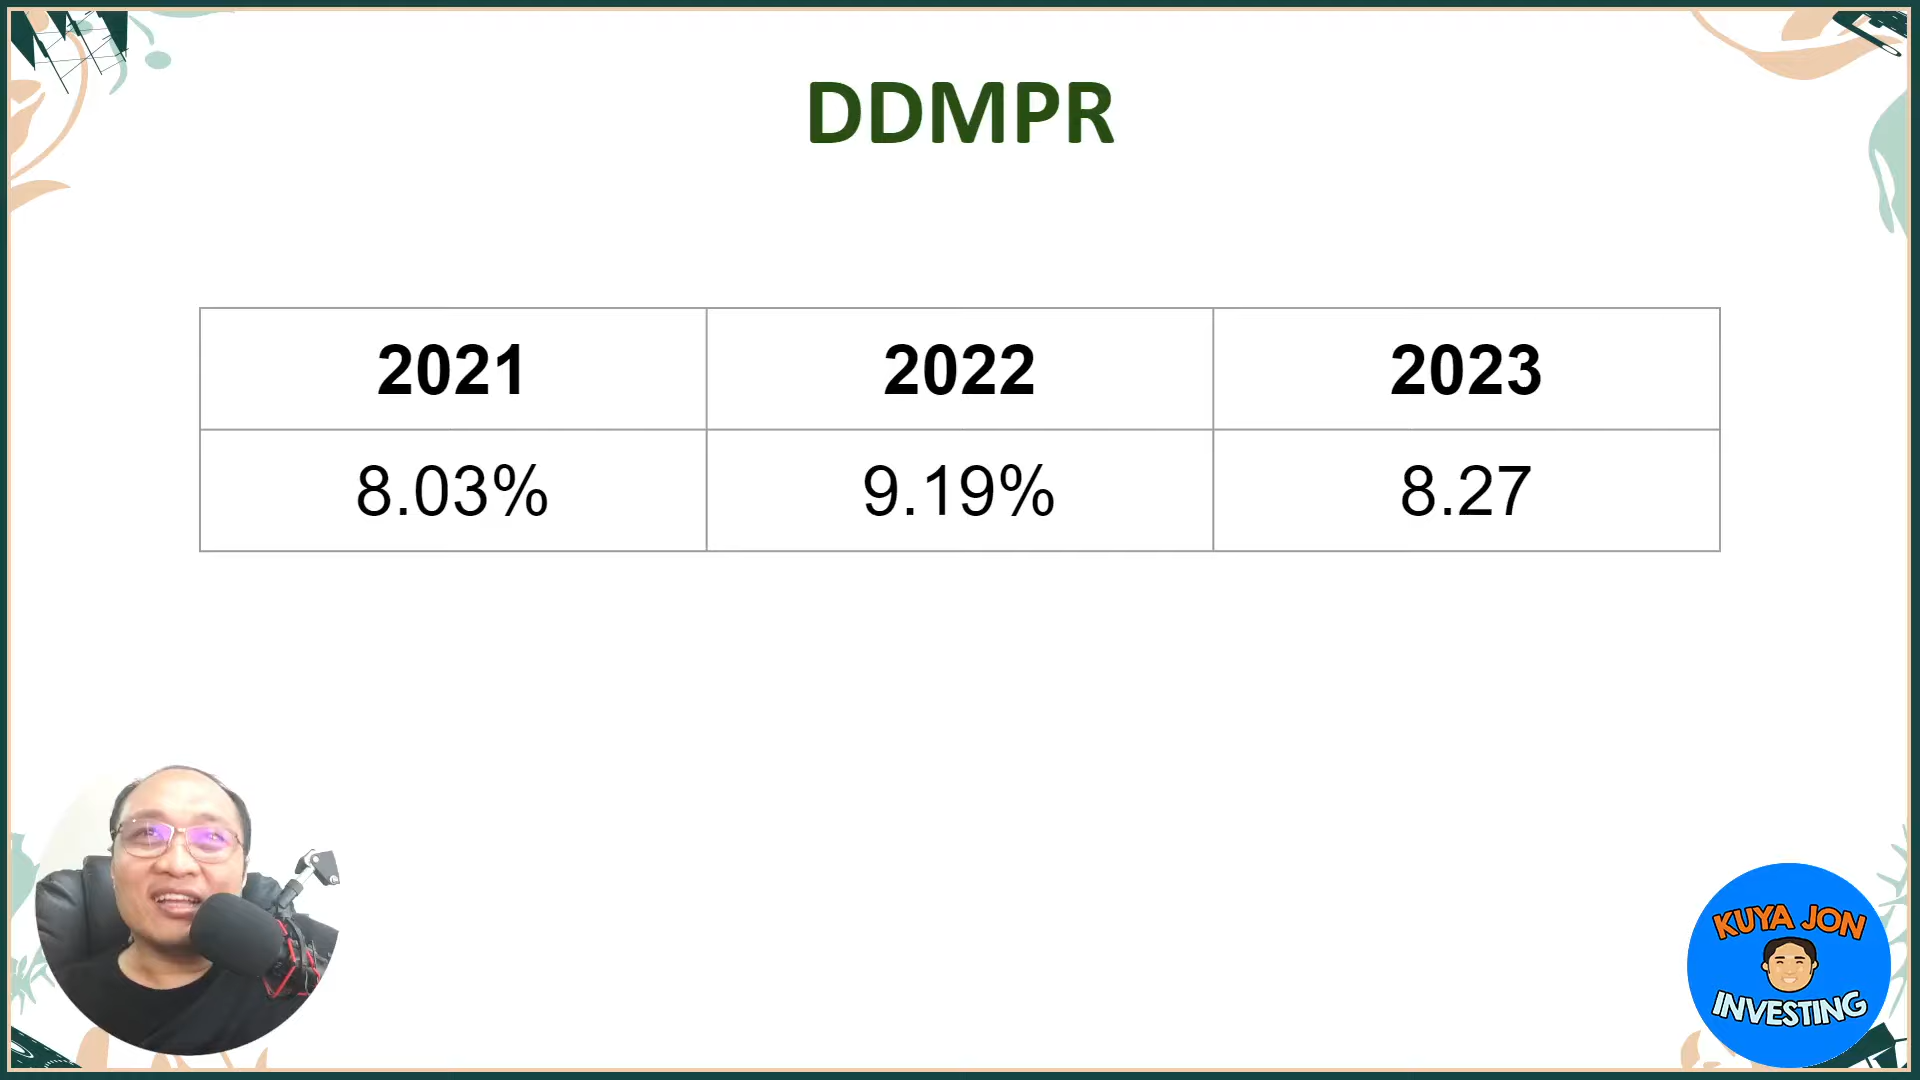 DDMPR
2021 2022 2023
8.03% 9.19% 8.27
KUYA JON
INVESTING